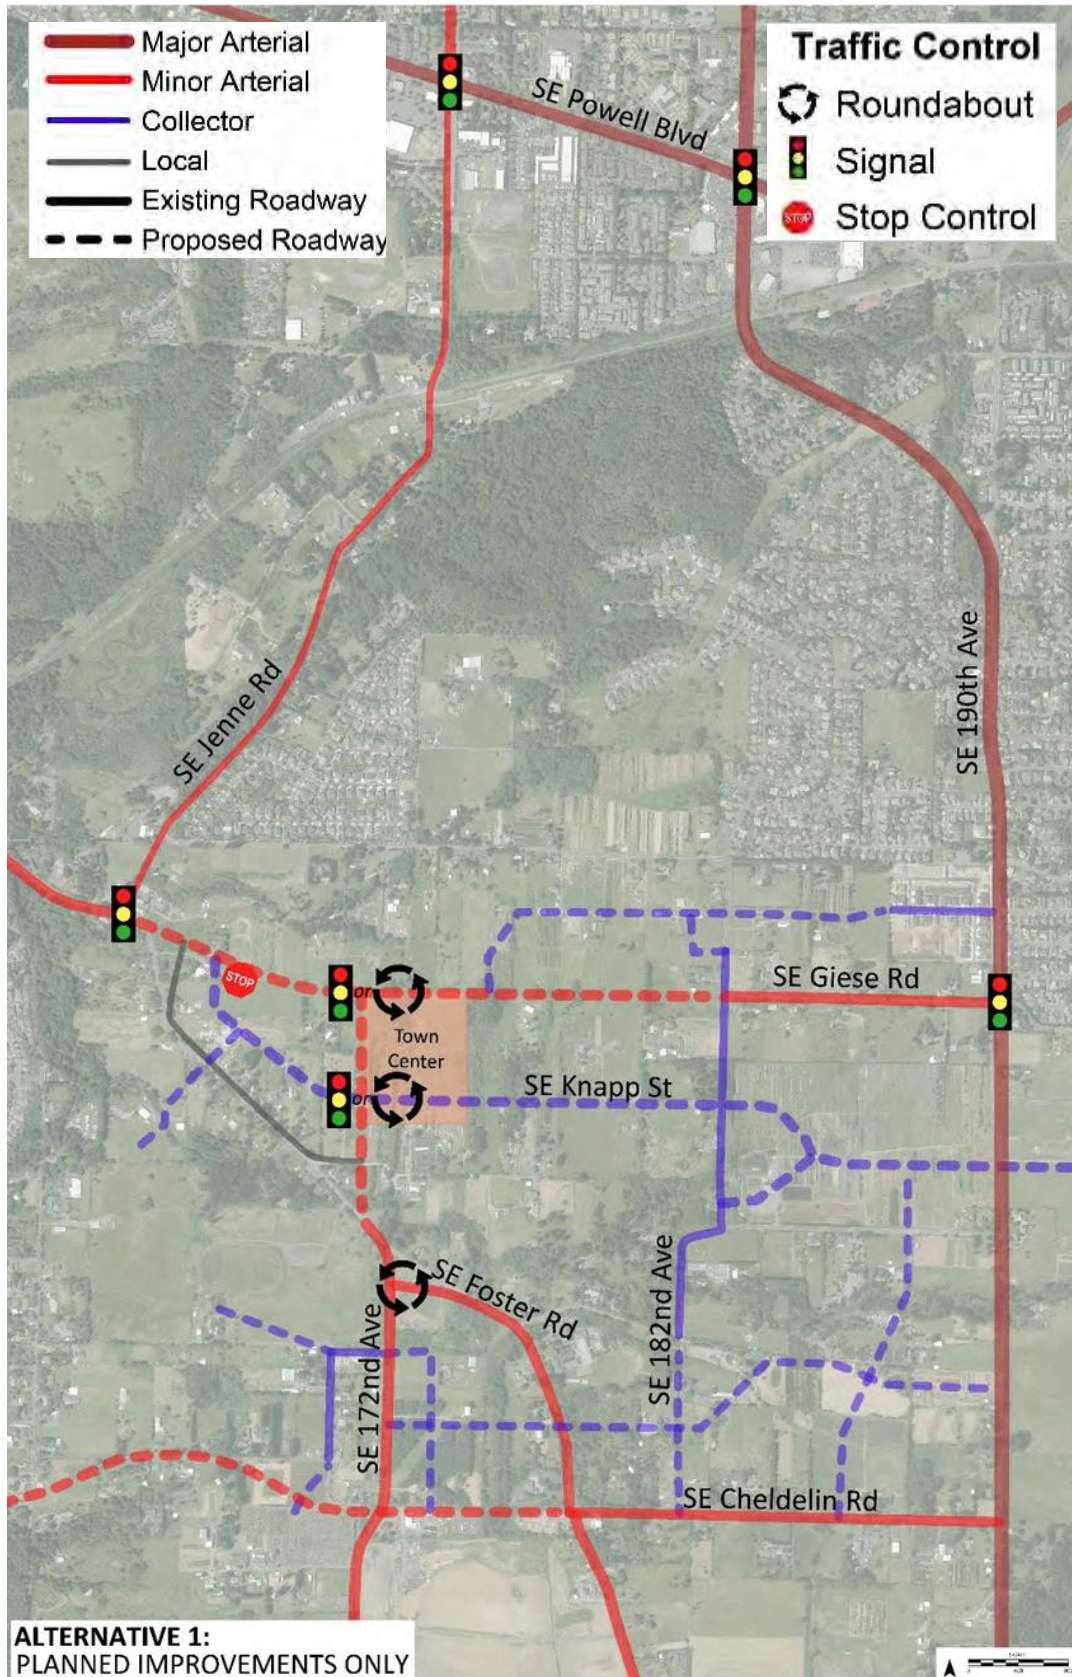 Major Arterial
Minor Arterial
Collector
Local
Existing Roadway
Proposed Roadway
Traffic Control
Roundabout
Signal
STOP
Stop Control
SE Powell Blvd
SE Jenne Rd
SE 190th Ave
STOP
or
SE Giese Rd
Town
Center
or
SE Knapp St
SE Foster Rd
SE 172nd Ave
SE 182nd Ave
SE Cheldelin Rd
ALTERNATIVE 1:
PLANNED IMPROVEMENTS ONLY